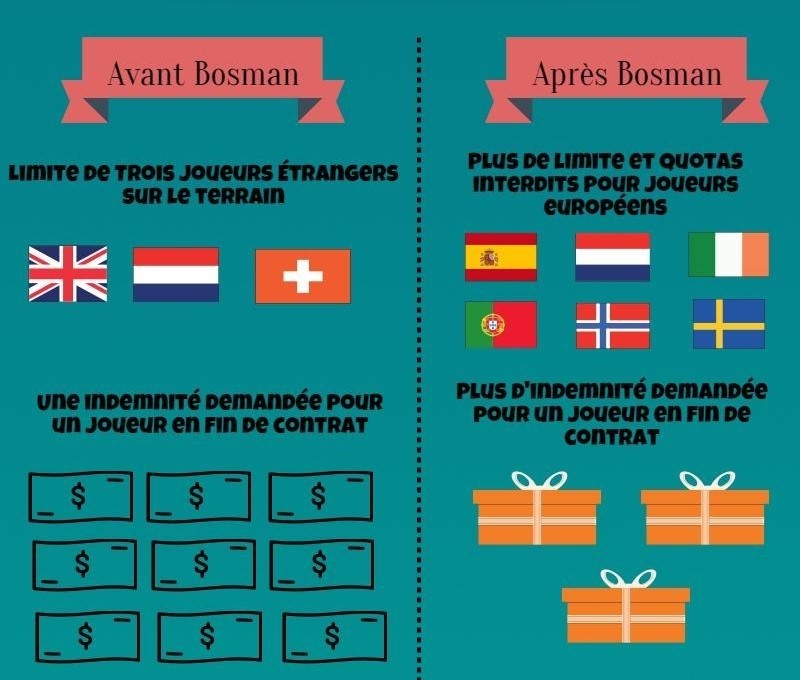 Avant Bosman
Limite de trois joueurs étrangers
sur le terrain
Une indemnité demandée pour
un joueur en fin de contrat
$ $ $
$ $ $
$ $ $
Après Bosman
Plus de limite et quotas
interdits pour joueurs
européens
Plus d'indemnité demandée
pour un joueur en fin de
contrat